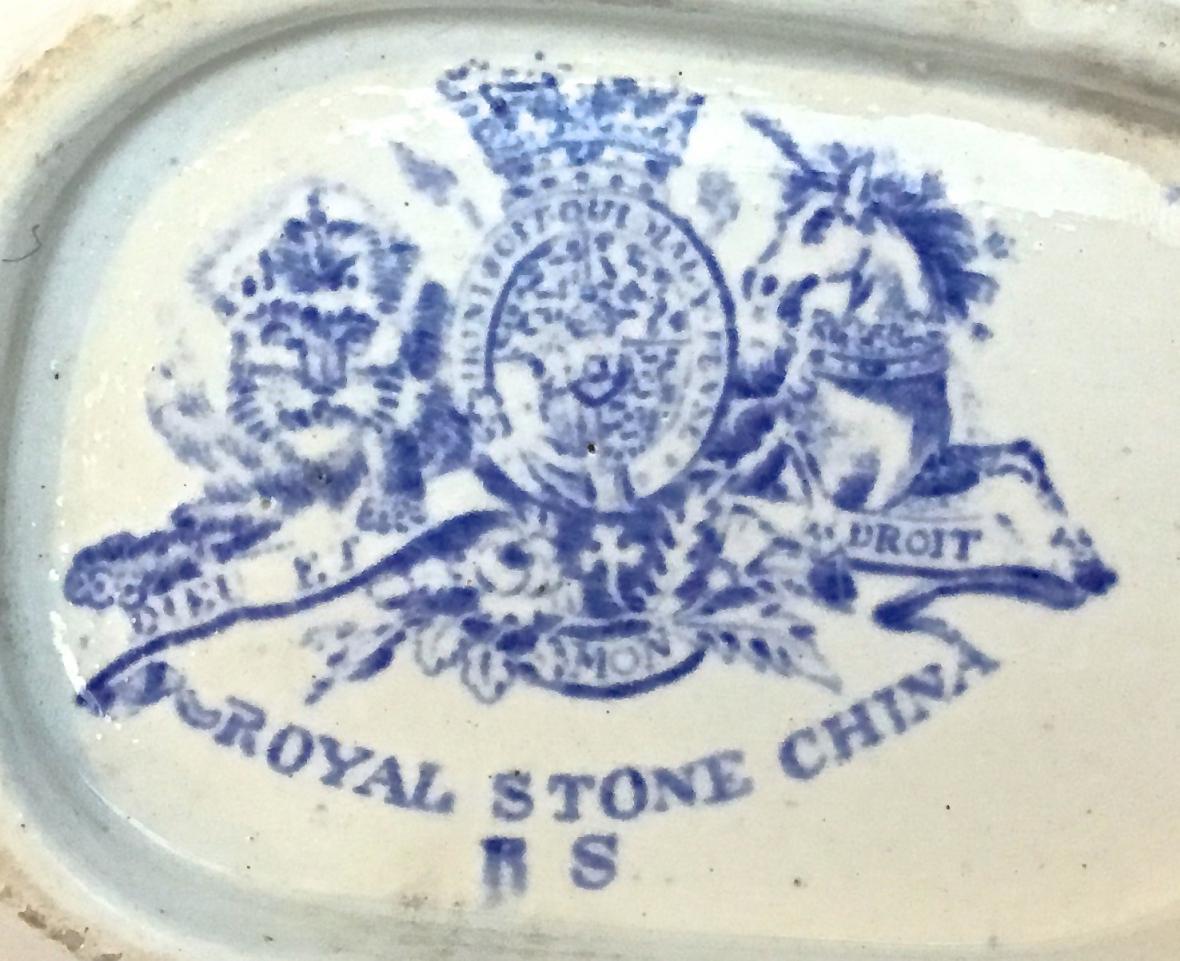 HONI SOIT QUI MAL Y PENSE
DIEU ET
MON
DROIT
ROYAL STONE CHINA
R S